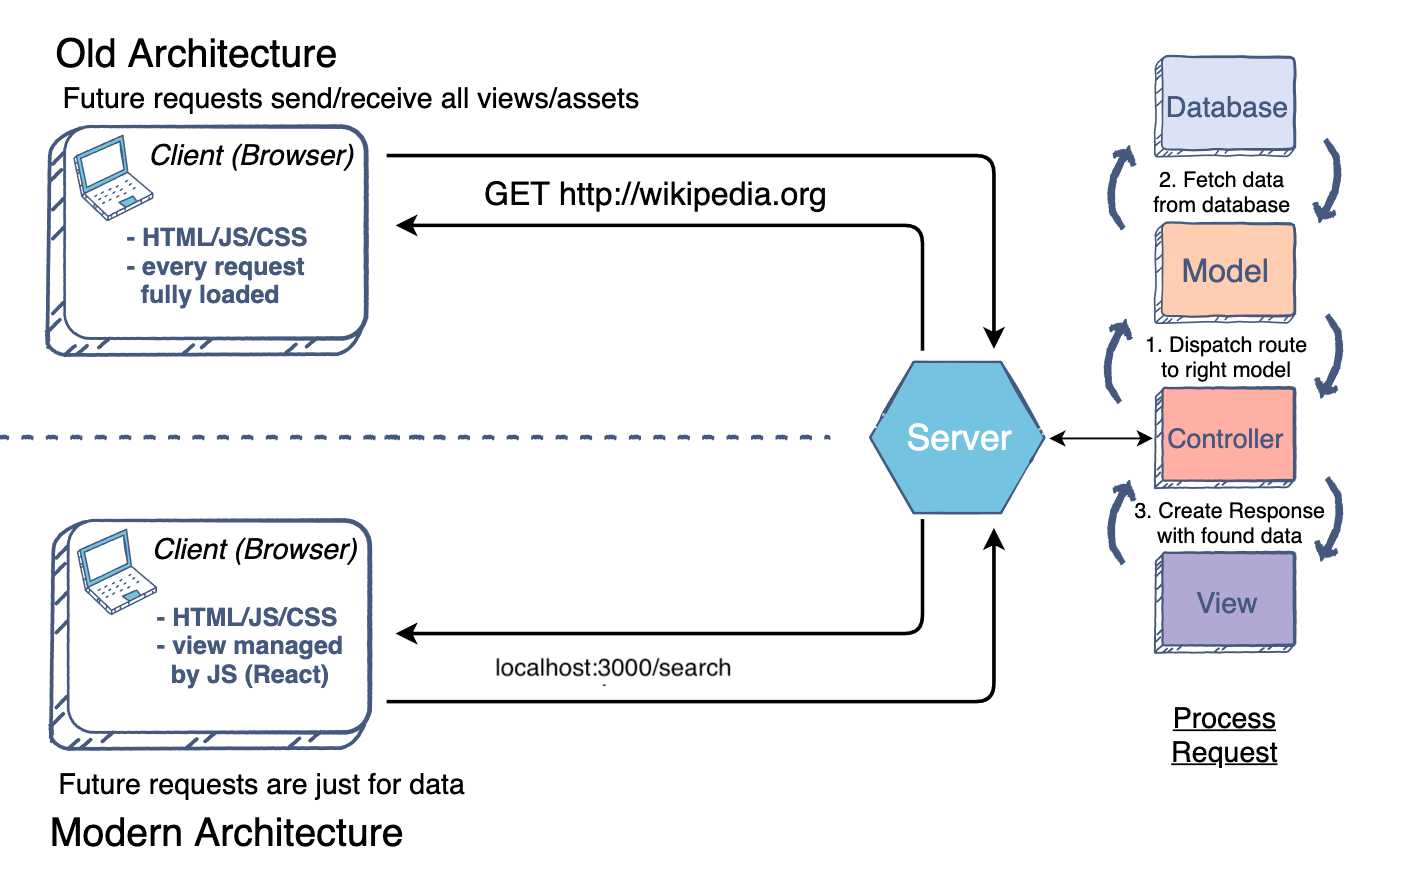 Old Architecture
Future requests send/receive all views/assets
Client (Browser)
- HTML/JS/CSS
- every request
fully loaded
GET http://wikipedia.org
Server
Database
2. Fetch data
from database
Model
1. Dispatch route
to right model
Controller
3. Create Response
with found data
View
Process
Request
Client (Browser)
- HTML/JS/CSS
- view managed
by JS (React)
localhost:3000/search
Future requests are just for data
Modern Architecture